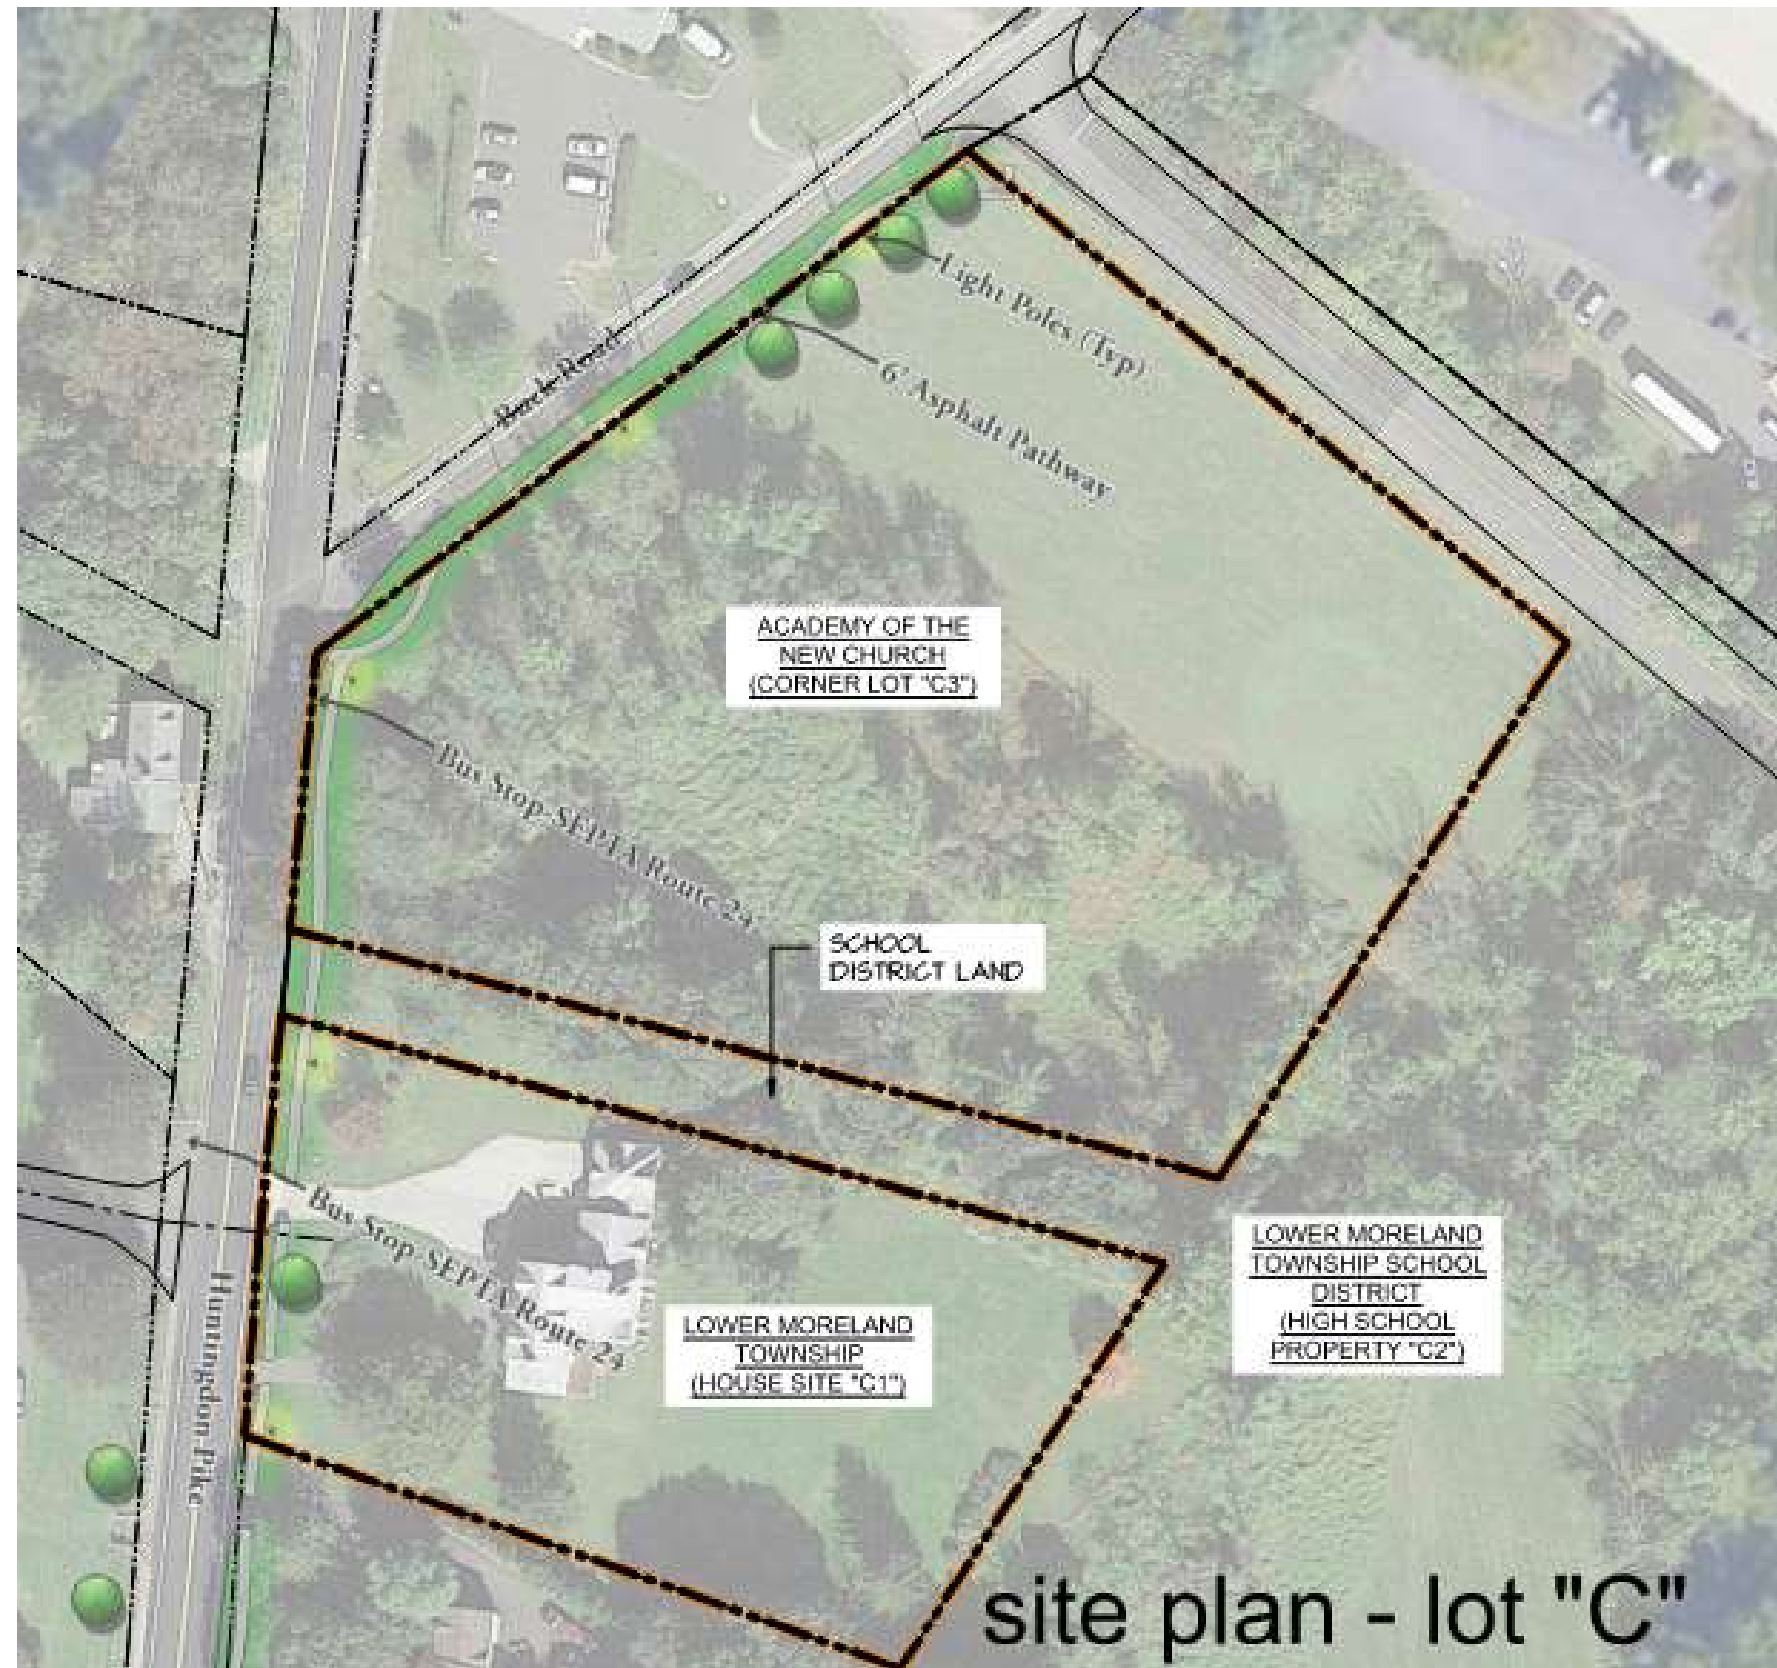 Light Poles (Typ)
Buck Road
6' Asphalt Pathway
ACADEMY OF THE
NEW CHURCH
(CORNER LOT "C3")
Bus Stop-SEPTA Route 24
SCHOOL
DISTRICT LAND
Bus Stop-SEPTA Route 24
Huntingdon Pike
LOWER MORELAND
TOWNSHIP
(HOUSE SITE "C1")
LOWER MORELAND
TOWNSHIP SCHOOL
DISTRICT
(HIGH SCHOOL
PROPERTY "C2")
site plan - lot "C"